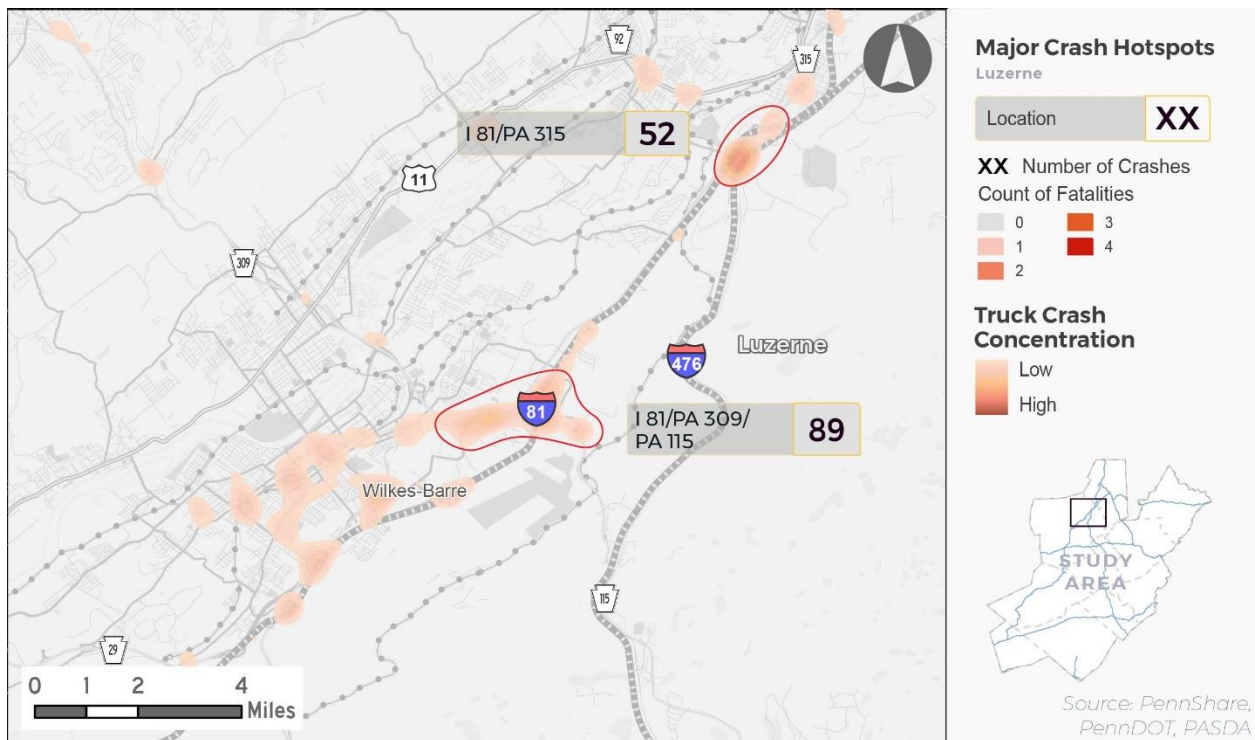 92
315
I 81/PA 315
52
11
309
Luzerne
476
81
I 81/PA 309/
PA 115
89
Wilkes-Barre
115
29
0 1 2 4
Miles
Major Crash Hotspots
Luzerne
Location
XX
XX Number of Crashes
Count of Fatalities
0
3
1
4
2
Truck Crash
Concentration
Low
High
STUDY
AREA
Source: PennShare,
PennDOT, PASDA